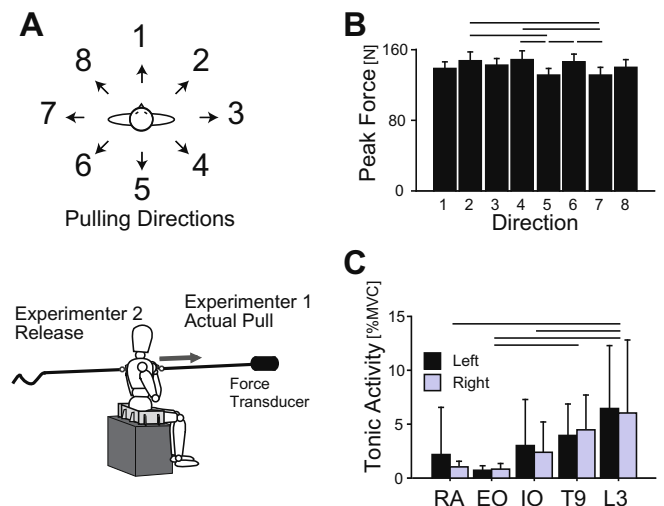 A
1
8 2
7 3
6 4
5
Pulling Directions
Experimenter 2
Release
Experimenter 1
Actual Pull
Force
Transducer
B
Peak Force [N]
160
80
0
1 2 3 4 5 6 7 8
Direction
C
Tonic Activity [%MVC]
15
10
5
0
Left
Right
RA EO IO T9 L3